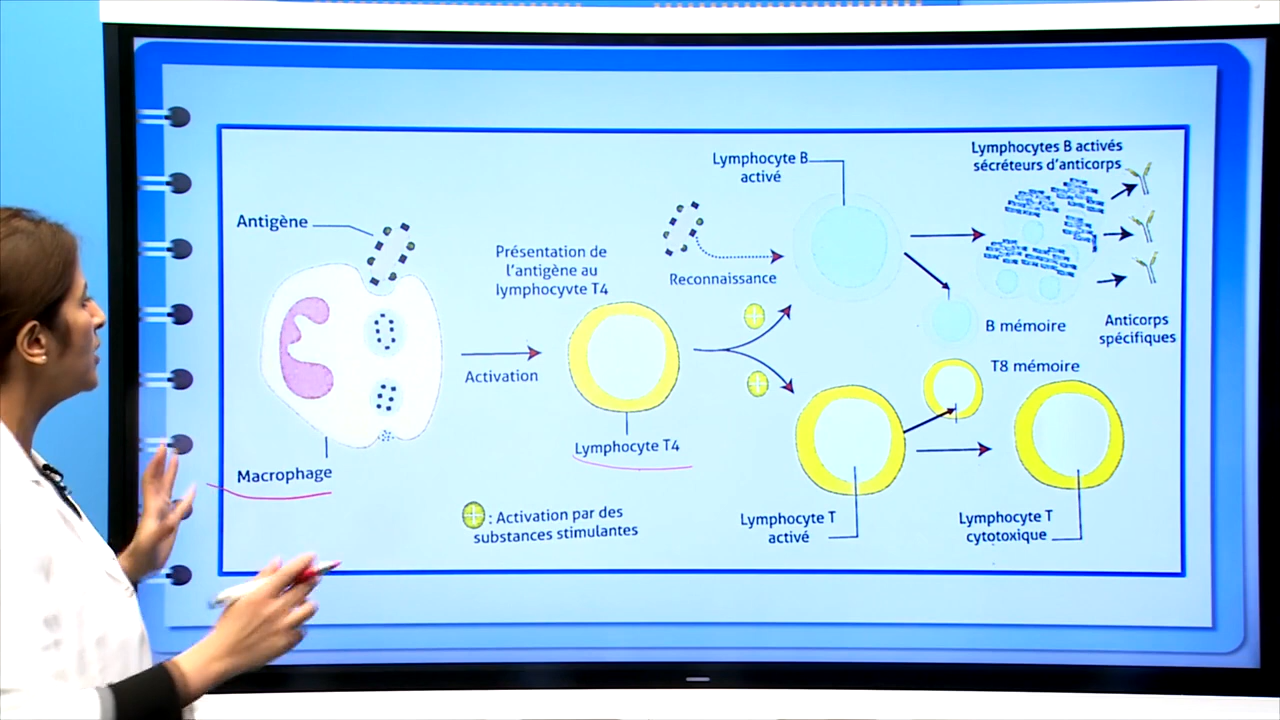 Antigène
Macrophage
Activation
Présentation de
l'antigène au
lymphocyvte T4
Lymphocyte T4
: Activation par des
substances stimulantes
Reconnaissance
Lymphocyte B
activé
Lymphocytes B activés
sécréteurs d'anticorps
B mémoire
Anticorps
spécifiques
T8 mémoire
Lymphocyte T
activé
Lymphocyte T
cytotoxique